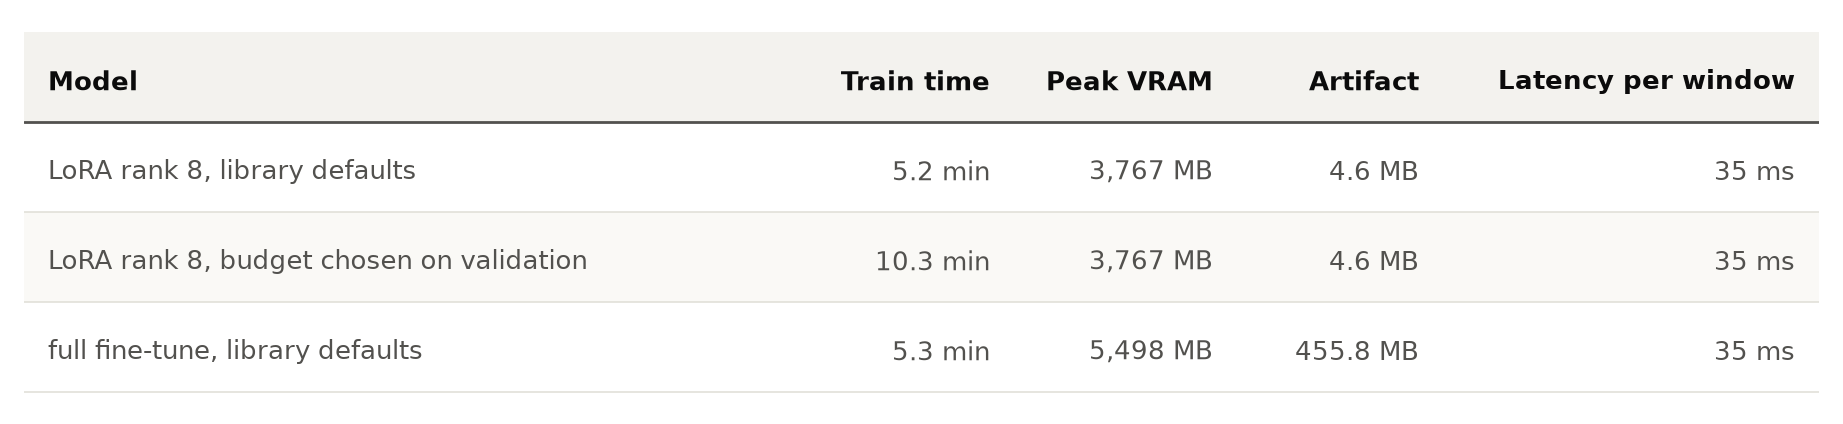 Model Train time Peak VRAM Artifact Latency per window
LoRA rank 8, library defaults 5.2 min 3,767 MB 4.6 MB 35 ms
LoRA rank 8, budget chosen on validation 10.3 min 3,767 MB 4.6 MB 35 ms
full fine-tune, library defaults 5.3 min 5,498 MB 455.8 MB 35 ms